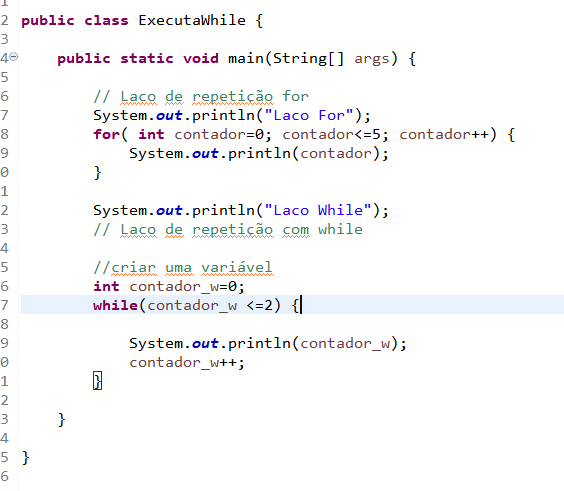 1
2 public class ExecutaWhile {
3
4 public static void main(String[] args) {
5
6 // Laco de repetição for
7 System.out.println("Laco For");
8 for( int contador=0; contador<=5; contador++) {
9 System.out.println(contador);
0 }
1
2 System.out.println("Laco While");
3 // Laco de repetição com while
4
5 //criar uma variável
6 int contador_w=0;
7 while(contador_w <=2) {
8
9 System.out.println(contador_w);
0 contador_w++;
1 }
2
3 }
4
5 }
6